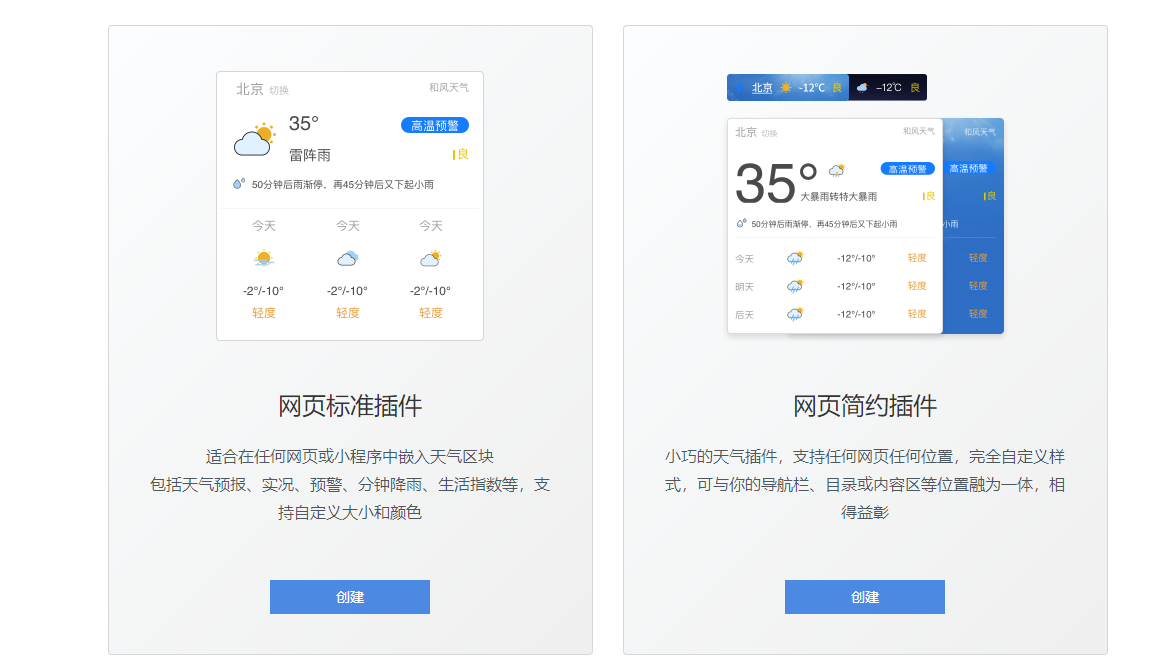 北京 切换 和风天气
35°
高温预警
雷阵雨 良
50分钟后雨渐停、再45分钟后又下起小雨
今天 今天 今天
-2°/-10° -2°/-10° -2°/-10°
轻度 轻度 轻度
网页标准插件
适合在任何网页或小程序中嵌入天气区块
包括天气预报、实况、预警、分钟降雨、生活指数等，支
持自定义大小和颜色
创建
北京 -12℃ 良 -12℃ 良
北京 切换 和风天气 和风天气
35° 高温预警 高温预警
大暴雨转特大暴雨 良 良
50分钟后雨渐停、再45分钟后又下起小雨 小雨
今天 -12°/-10° 轻度 轻度
明天 -12°/-10° 轻度 轻度
后天 -12°/-10° 轻度 轻度
网页简约插件
小巧的天气插件，支持任何网页任何位置，完全自定义样
式，可与你的导航栏、目录或内容区等位置融为一体，相
得益彰
创建